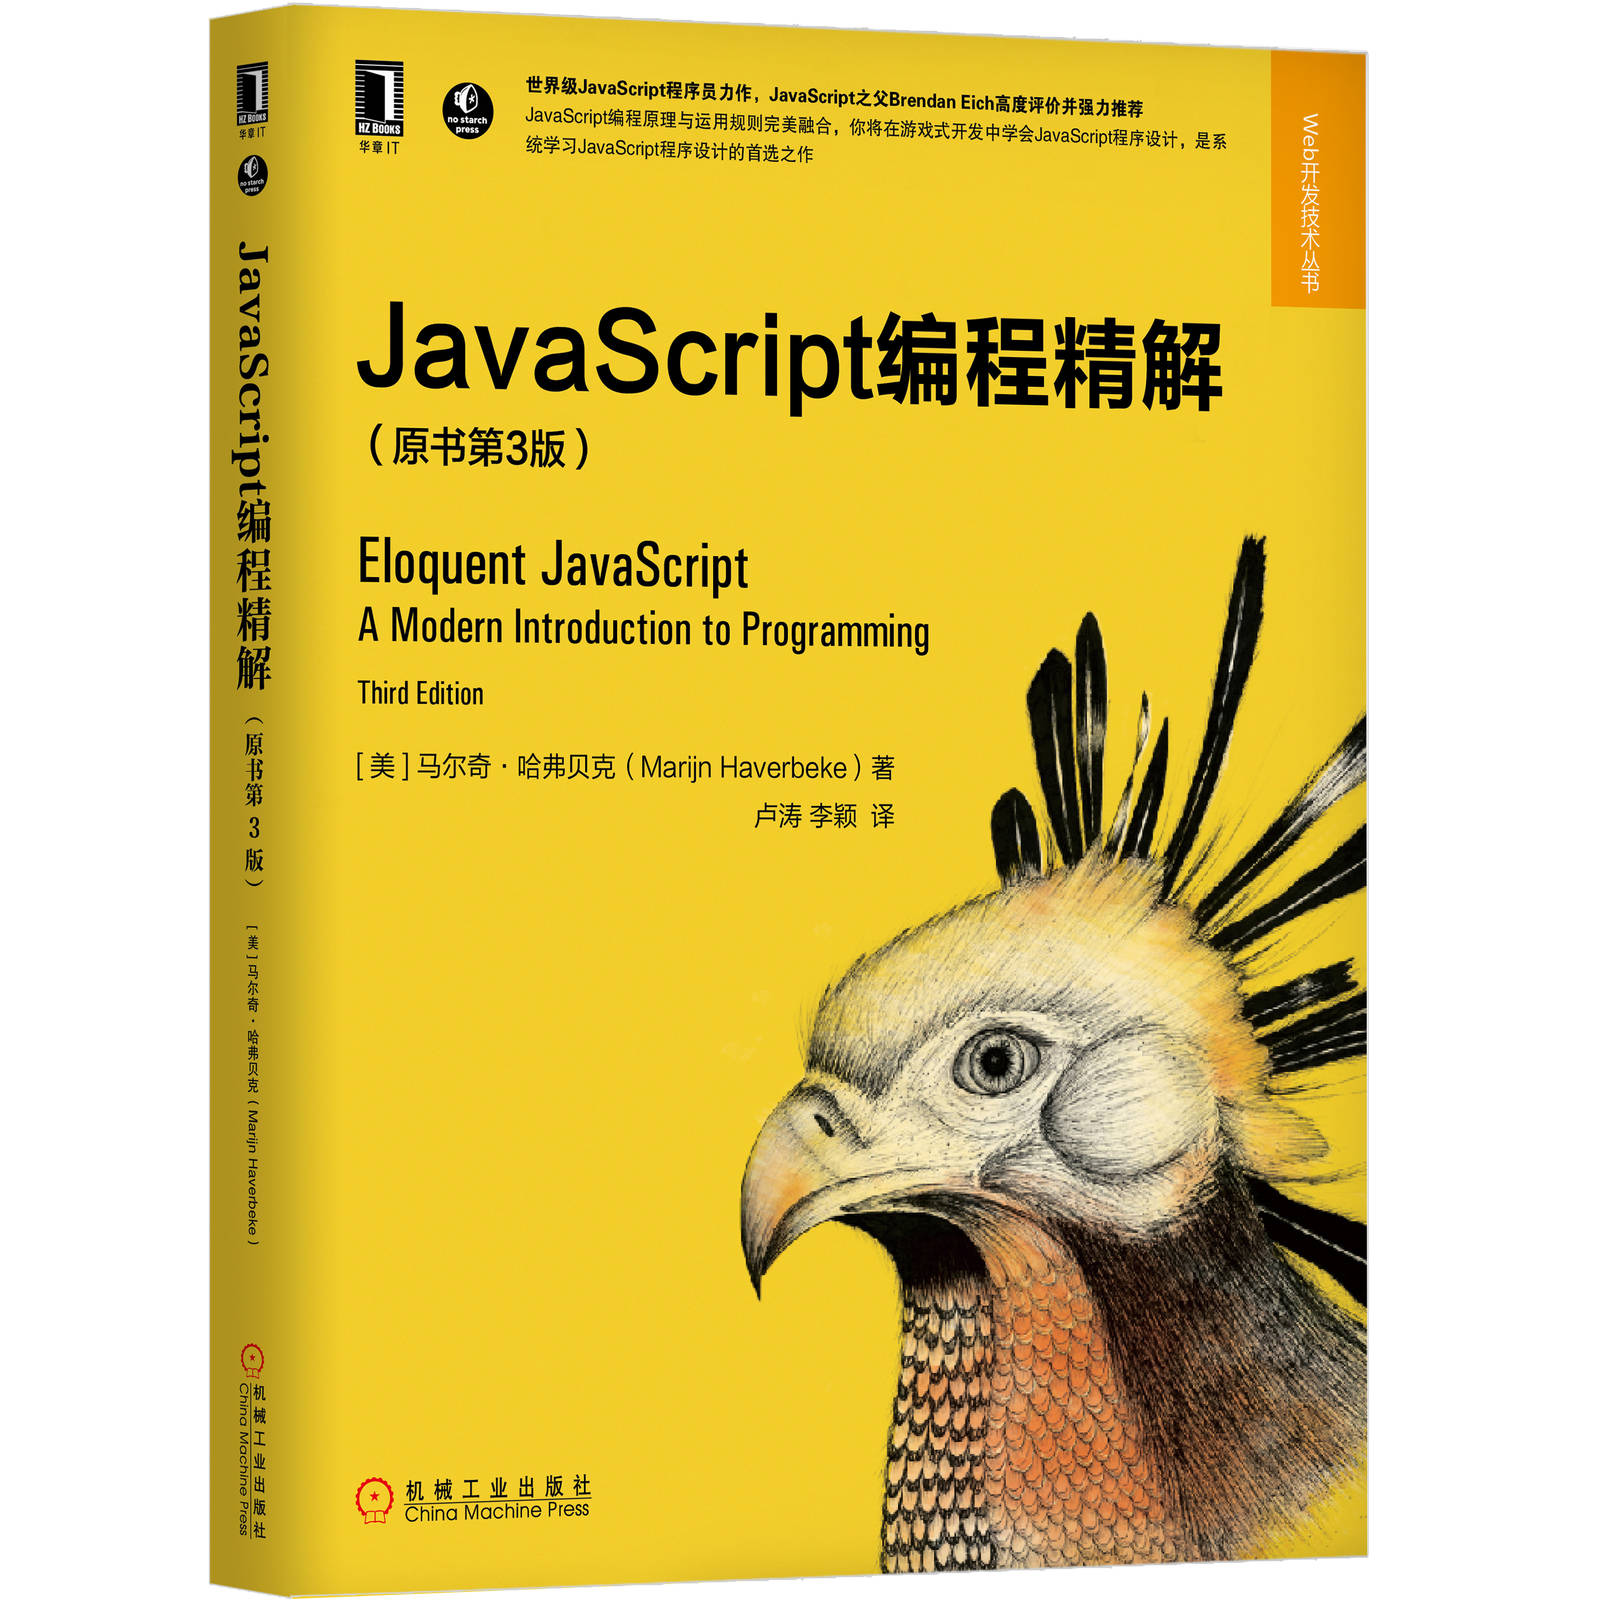 HZ BOOKS
华章IT
no starch
press
JavaScript编程精解
（原书第3版）
[美]马尔奇·哈弗贝克（Marijn Haverbeke）
机械工业出版社
China Machine Press
HZ BOOKS
华章IT
no starch
press
世界级JavaScript程序员力作，JavaScript之父Brendan Eich高度评价并强力推荐
JavaScript编程原理与运用规则完美融合，你将在游戏式开发中学会JavaScript程序设计，是系
统学习JavaScript程序设计的首选之作
Web开发技术丛书
JavaScript编程精解
（原书第3版）
Eloquent JavaScript
A Modern Introduction to Programming
Third Edition
[美]马尔奇·哈弗贝克（Marijn Haverbeke）著
卢涛 李颖 译
机械工业出版社
China Machine Press